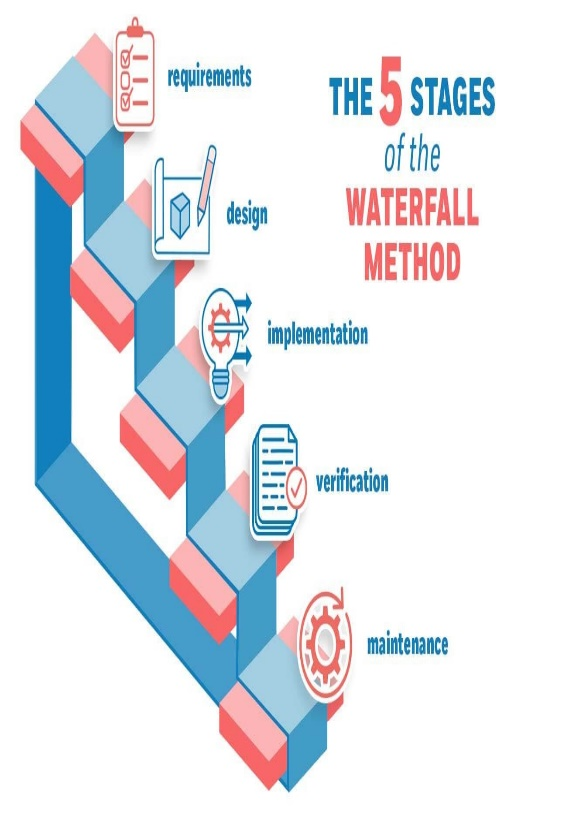 THE 5 STAGES
of the
WATERFALL
METHOD
requirements
design
implementation
verification
maintenance